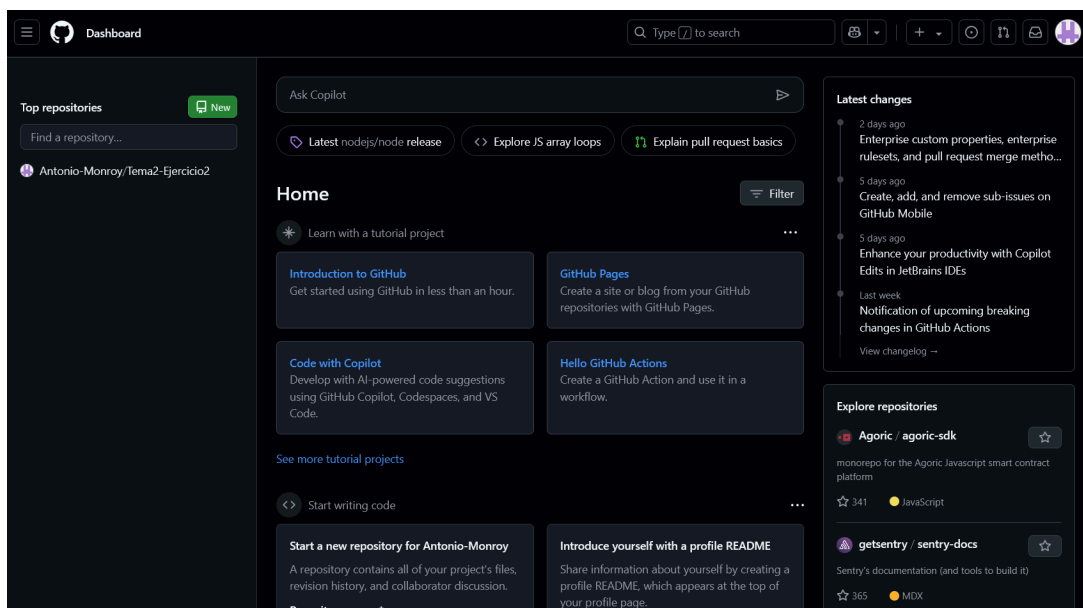 Dashboard
Type / to search
Top repositories
New
Find a repository...
Antonio-Monroy/Tema2-Ejercicio2
Ask Copilot
Latest nodejs/node release
Explore JS array loops
Explain pull request basics
Home
Filter
Learn with a tutorial project
Introduction to GitHub
Get started using GitHub in less than an hour.
GitHub Pages
Create a site or blog from your GitHub
repositories with GitHub Pages.
Code with Copilot
Develop with AI-powered code suggestions
using GitHub Copilot, Codespaces, and VS
Code.
Hello GitHub Actions
Create a GitHub Action and use it in a
workflow.
See more tutorial projects
Start writing code
Start a new repository for Antonio-Monroy
A repository contains all of your project's files,
revision history, and collaborator discussion.
Introduce yourself with a profile README
Share information about yourself by creating a
profile README, which appears at the top of
your profile page.
Latest changes
2 days ago
Enterprise custom properties, enterprise
rulesets, and pull request merge metho...
5 days ago
Create, add, and remove sub-issues on
GitHub Mobile
5 days ago
Enhance your productivity with Copilot
Edits in JetBrains IDEs
Last week
Notification of upcoming breaking
changes in GitHub Actions
View changelog →
Explore repositories
Agoric / agoric-sdk
monorepo for the Agoric Javascript smart contract
platform
341 JavaScript
getsentry / sentry-docs
Sentry's documentation (and tools to build it)
365 MDX